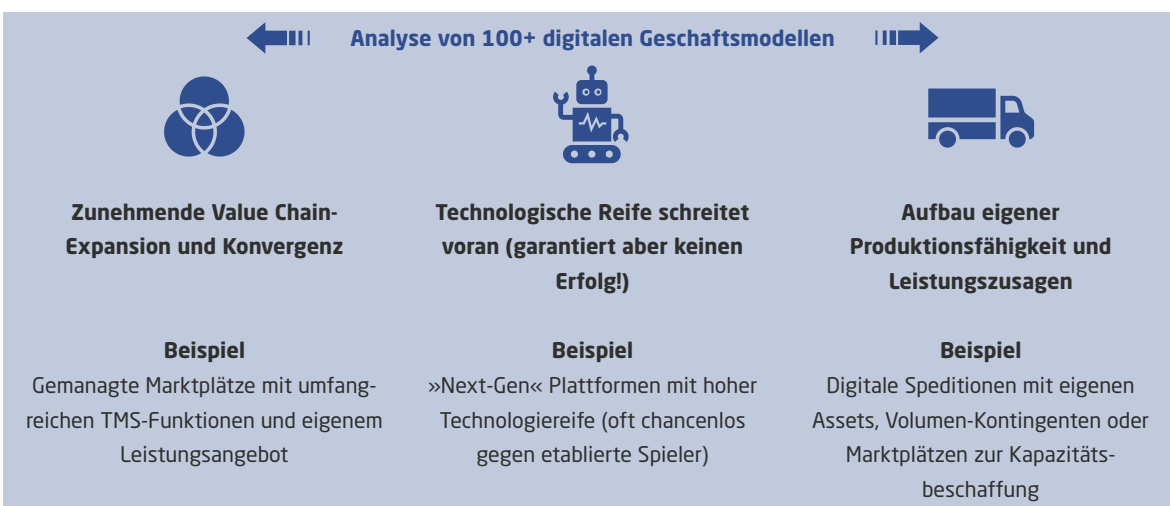 Analyse von 100+ digitalen Geschaftsmodellen
Zunehmende Value Chain-
Expansion und Konvergenz
Beispiel
Gemanagte Marktplätze mit umfang-
reichen TMS-Funktionen und eigenem
Leistungsangebot
Technologische Reife schreitet
voran (garantiert aber keinen
Erfolg!)
Beispiel
»Next-Gen« Plattformen mit hoher
Technologiereife (oft chancenlos
gegen etablierte Spieler)
Aufbau eigener
Produktionsfähigkeit und
Leistungszusagen
Beispiel
Digitale Speditionen mit eigenen
Assets, Volumen-Kontingenten oder
Marktplätzen zur Kapazitäts-
beschaffung